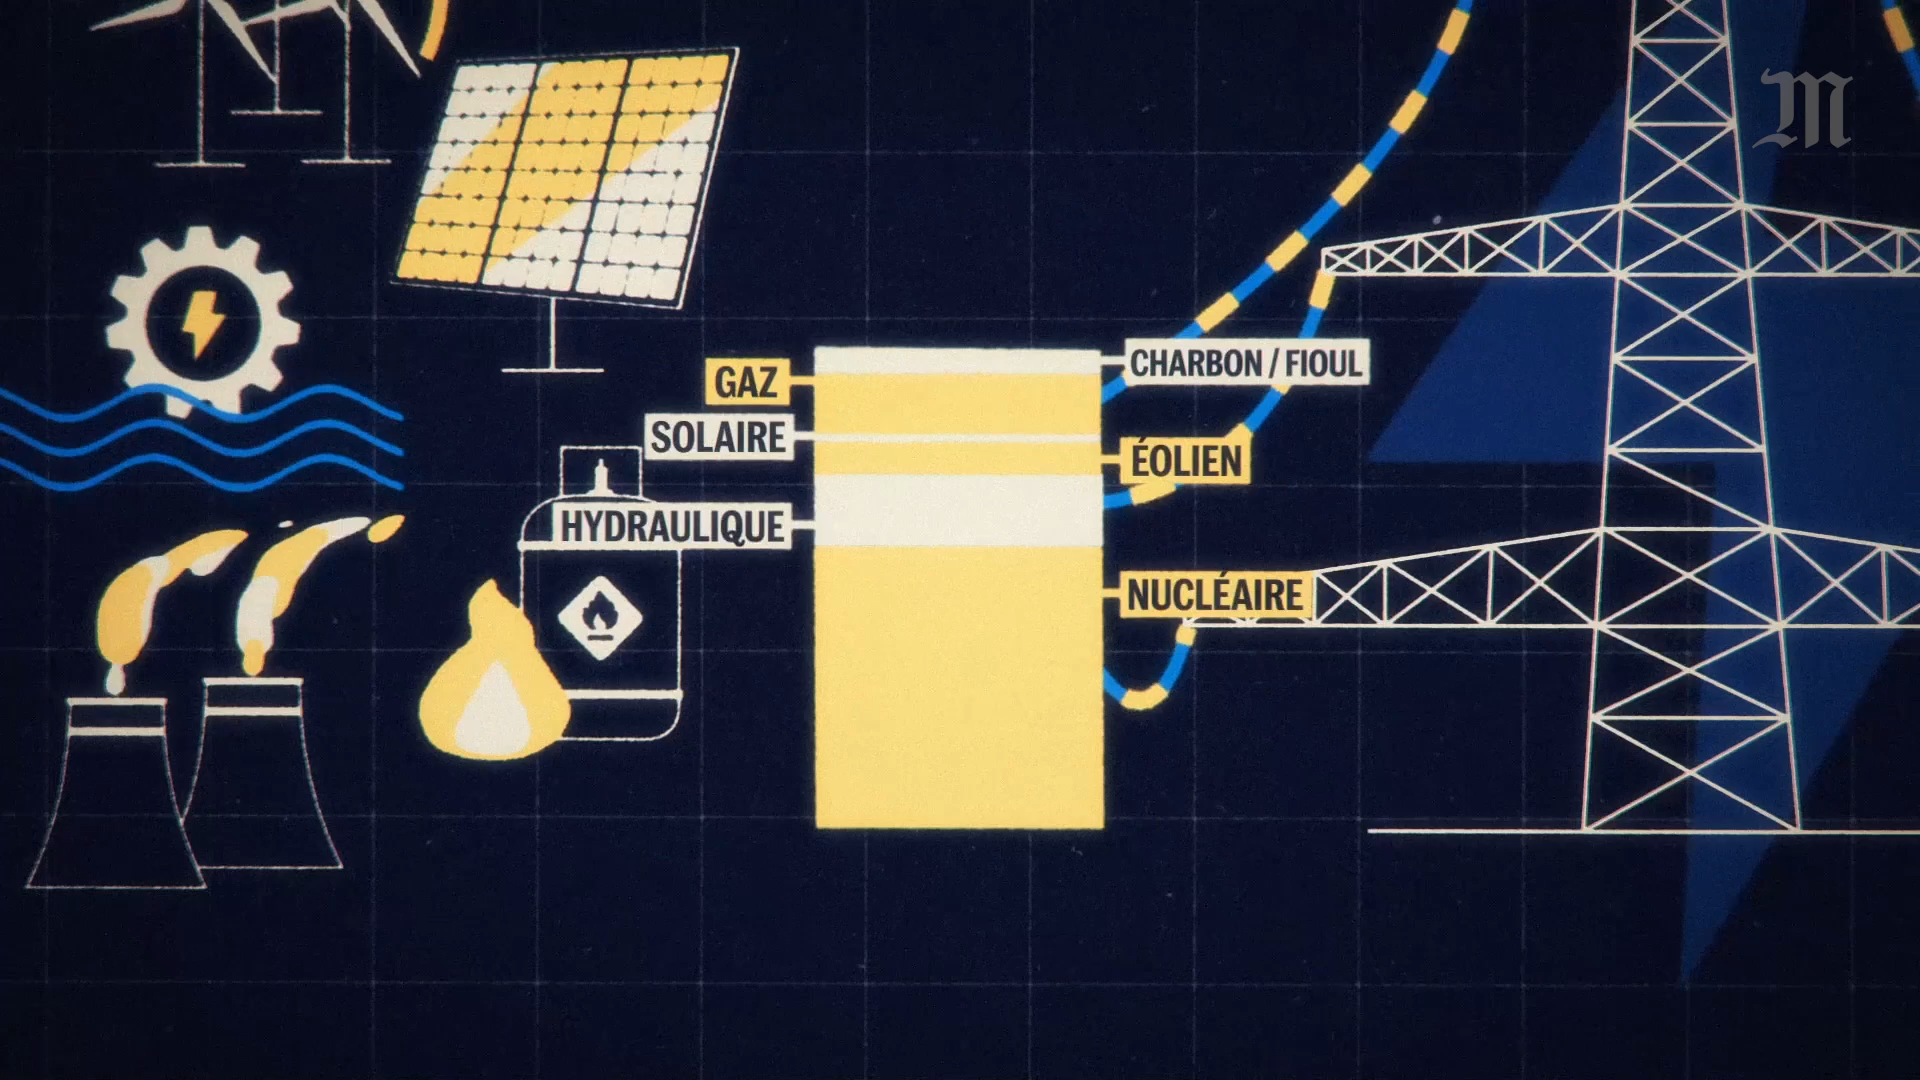 M
CHARBON / FIOUL
GAZ
SOLAIRE
ÉOLIEN
HYDRAULIQUE
NUCLÉAIRE